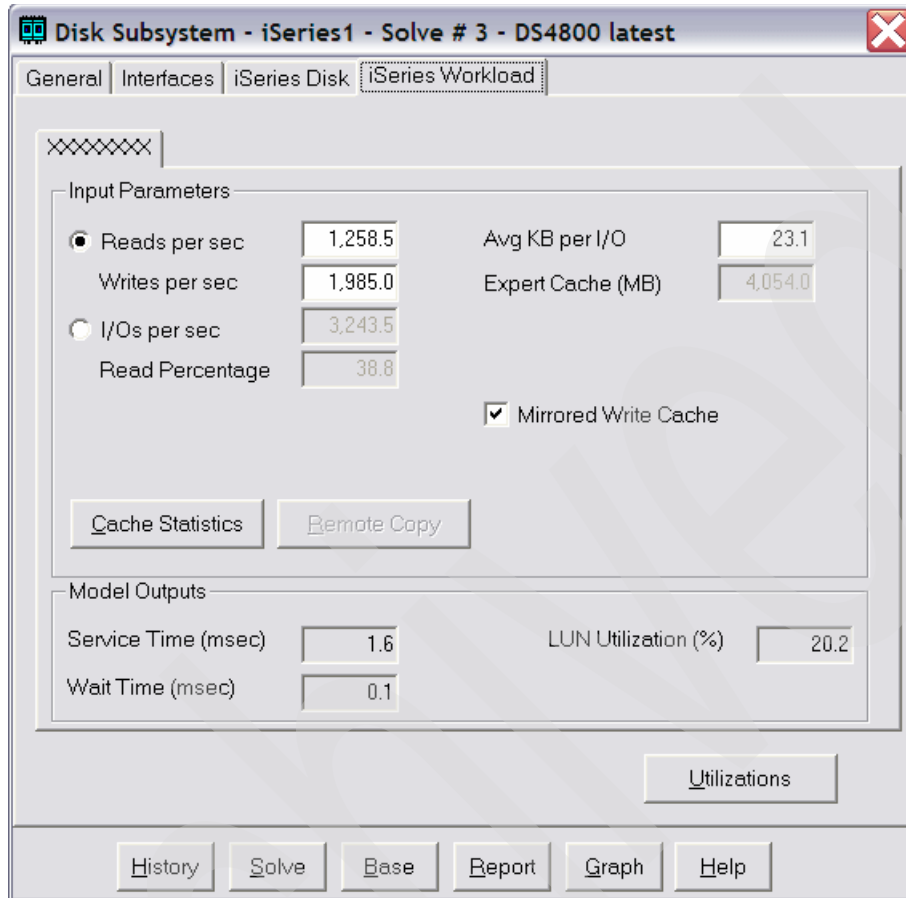 Disk Subsystem - iSeries1 - Solve # 3 - DS4800 latest
General Interfaces iSeries Disk iSeries Workload
XXXXXXXX
Input Parameters
Reads per sec 1,258.5 Avg KB per I/O 23.1
Writes per sec 1,985.0 Expert Cache (MB) 4,054.0
I/Os per sec 3,243.5
Read Percentage 38.8
Mirrored Write Cache
Cache Statistics Remote Copy
Model Outputs
Service Time (msec) 1.6 LUN Utilization (%) 20.2
Wait Time (msec) 0.1
Utilizations
History Solve Base Report Graph Help